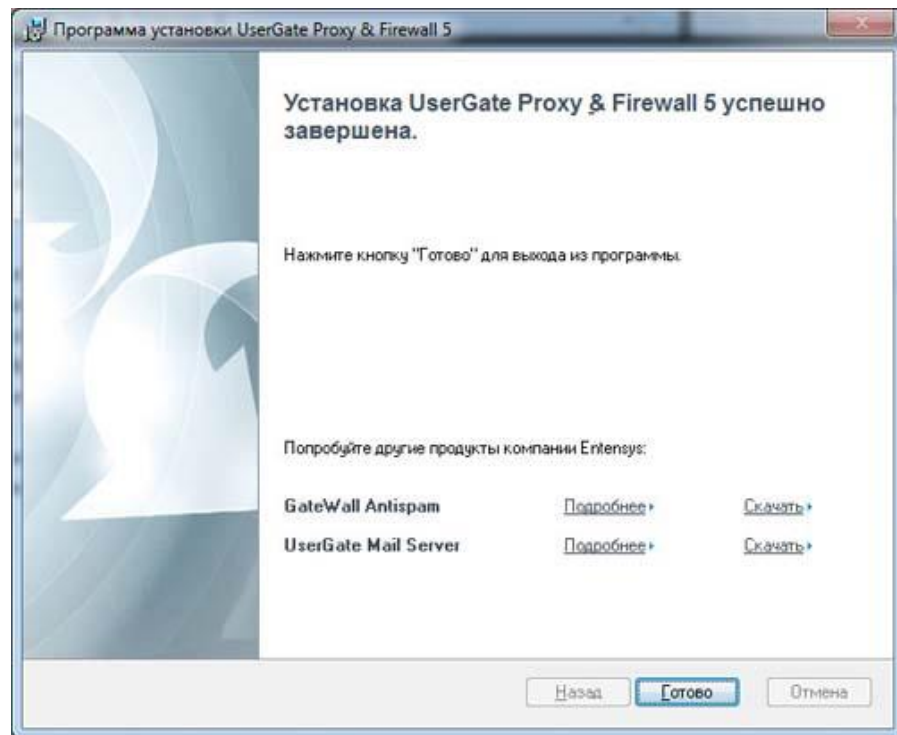 Программа установки UserGate Proxy & Firewall 5
Установка UserGate Proxy & Firewall 5 успешно
завершена.
Нажмите кнопку "Готово" для выхода из программы.
Попробуйте другие продукты компании Entensys:
GateWall Antispam Подробнее Скачать
UserGate Mail Server Подробнее Скачать
Назад Готово Отмена